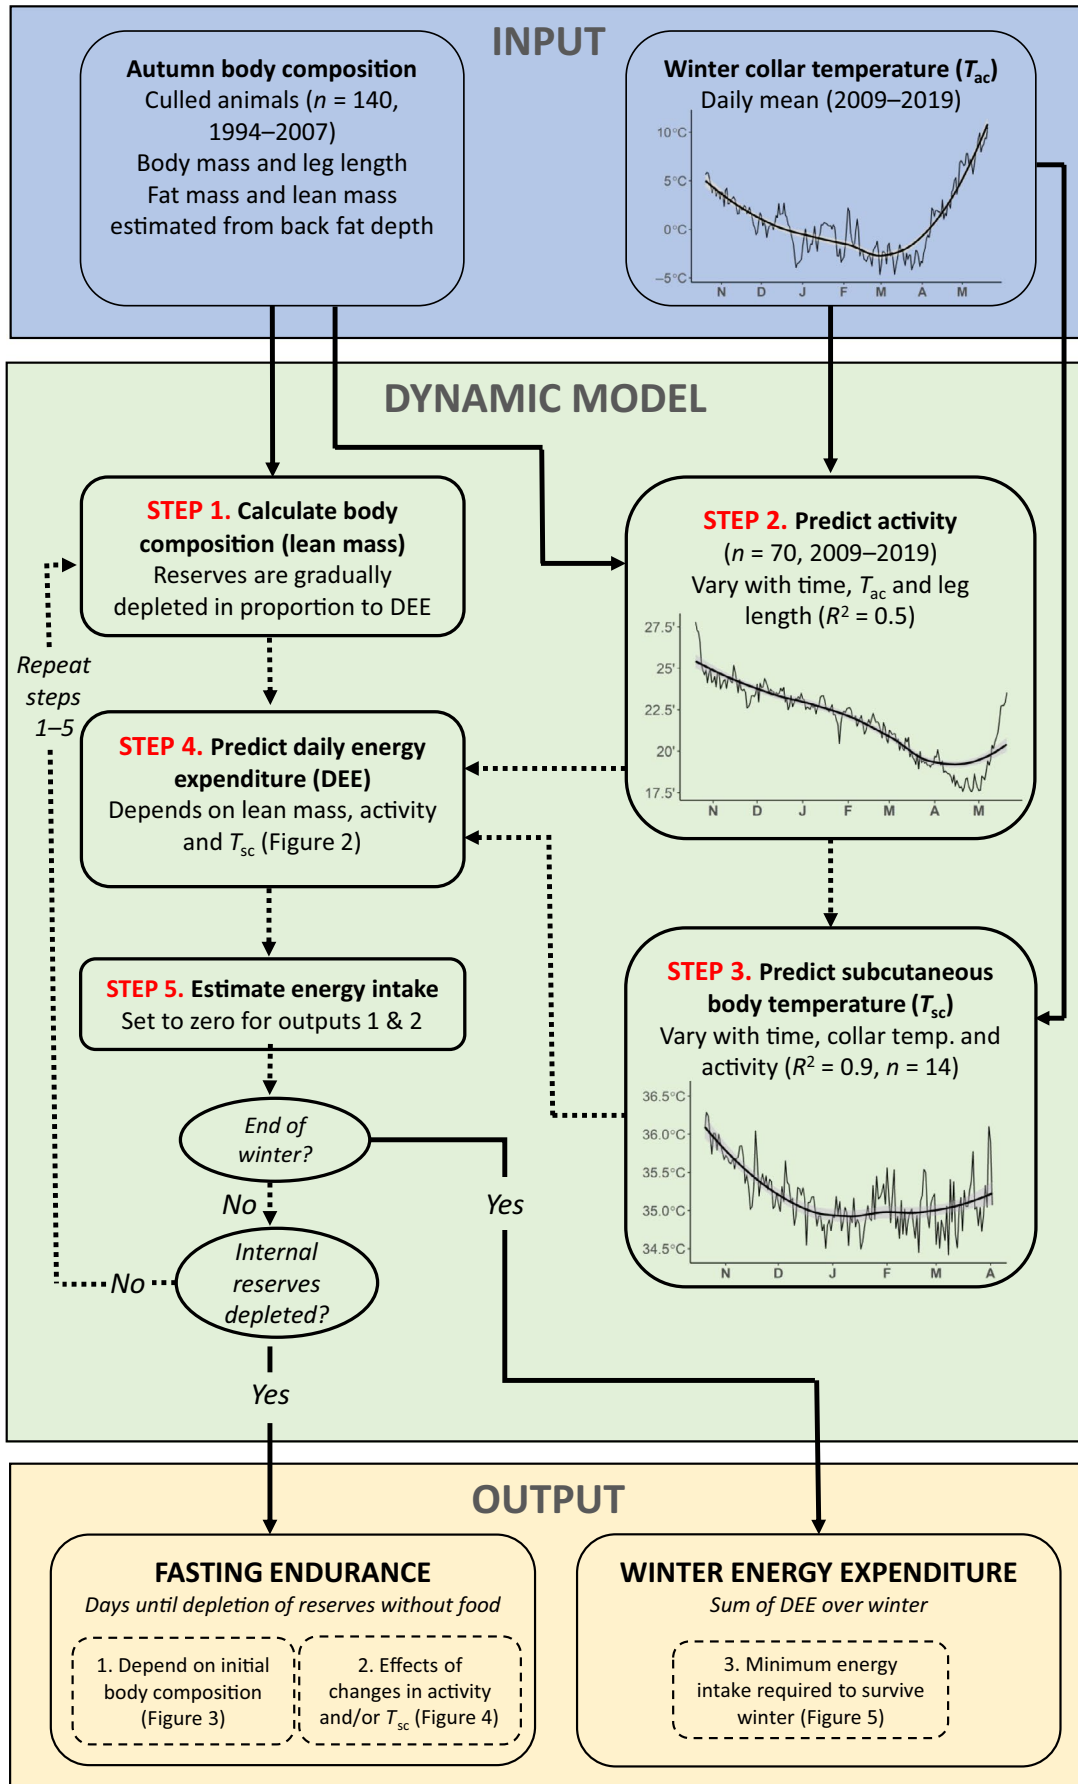 INPUT
Autumn body composition
Culled animals (n = 140,
1994–2007)
Body mass and leg length
Fat mass and lean mass
estimated from back fat depth
Winter collar temperature (Tac)
Daily mean (2009–2019)
10°C
5°C
0°C
−5°C
N D J F M A M
DYNAMIC MODEL
STEP 1. Calculate body
composition (lean mass)
Reserves are gradually
depleted in proportion to DEE
STEP 2. Predict activity
(n = 70, 2009–2019)
Vary with time, Tac and leg
length (R² = 0.5)
27.5'
25'
22.5'
20'
17.5'
N D J F M A M
Repeat
steps
1–5
STEP 4. Predict daily energy
expenditure (DEE)
Depends on lean mass, activity
and Tsc (Figure 2)
STEP 3. Predict subcutaneous
body temperature (Tsc)
Vary with time, collar temp. and
activity (R² = 0.9, n = 14)
36.5°C
36.0°C
35.5°C
35.0°C
34.5°C
N D J F M A
STEP 5. Estimate energy intake
Set to zero for outputs 1 & 2
End of
winter?
No
Yes
Internal
reserves
depleted?
No
Yes
OUTPUT
FASTING ENDURANCE
Days until depletion of reserves without food
1. Depend on initial
body composition
(Figure 3)
2. Effects of
changes in activity
and/or Tsc (Figure 4)
WINTER ENERGY EXPENDITURE
Sum of DEE over winter
3. Minimum energy
intake required to survive
winter (Figure 5)